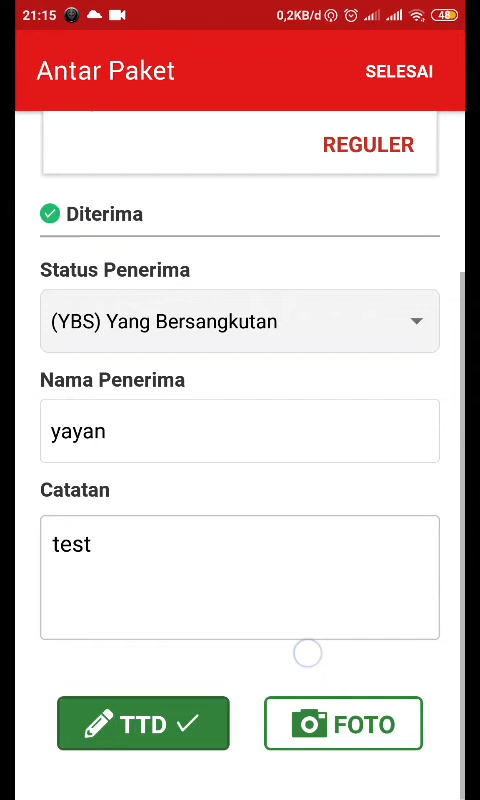 21:15
0,2KB/d
48
Antar Paket
SELESAI
REGULER
Diterima
Status Penerima
(YBS) Yang Bersangkutan
Nama Penerima
yayan
Catatan
test
TTD
FOTO